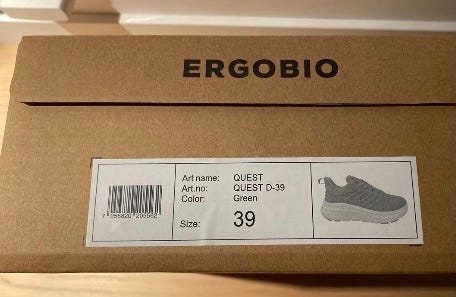 ERGOBIO
Art name: QUEST
Art.no: QUEST D-39
Color: Green
Size: 39